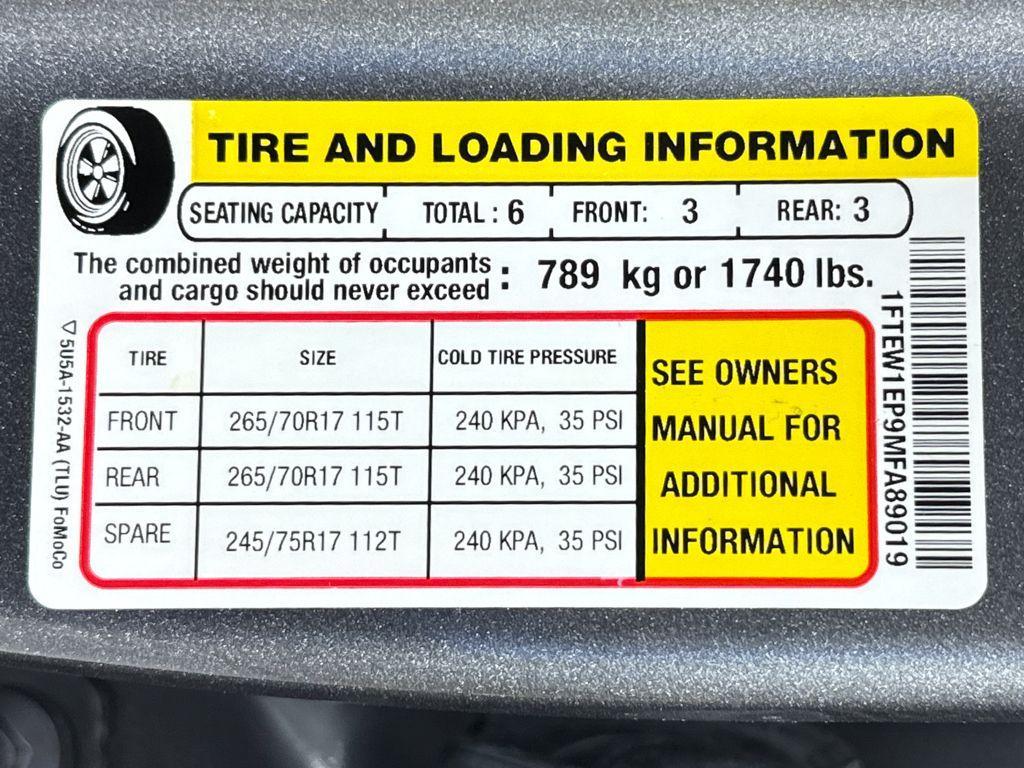 TIRE AND LOADING INFORMATION
SEATING CAPACITY TOTAL : 6 FRONT: 3 REAR: 3
The combined weight of occupants
and cargo should never exceed : 789 kg or 1740 lbs.
TIRE SIZE COLD TIRE PRESSURE
FRONT 265/70R17 115T 240 KPA, 35 PSI
REAR 265/70R17 115T 240 KPA, 35 PSI
SPARE 245/75R17 112T 240 KPA, 35 PSI
SEE OWNERS
MANUAL FOR
ADDITIONAL
INFORMATION
5U5A-1532-AA (TLU) FoMoCo
1FTEW1EP9MFA89019